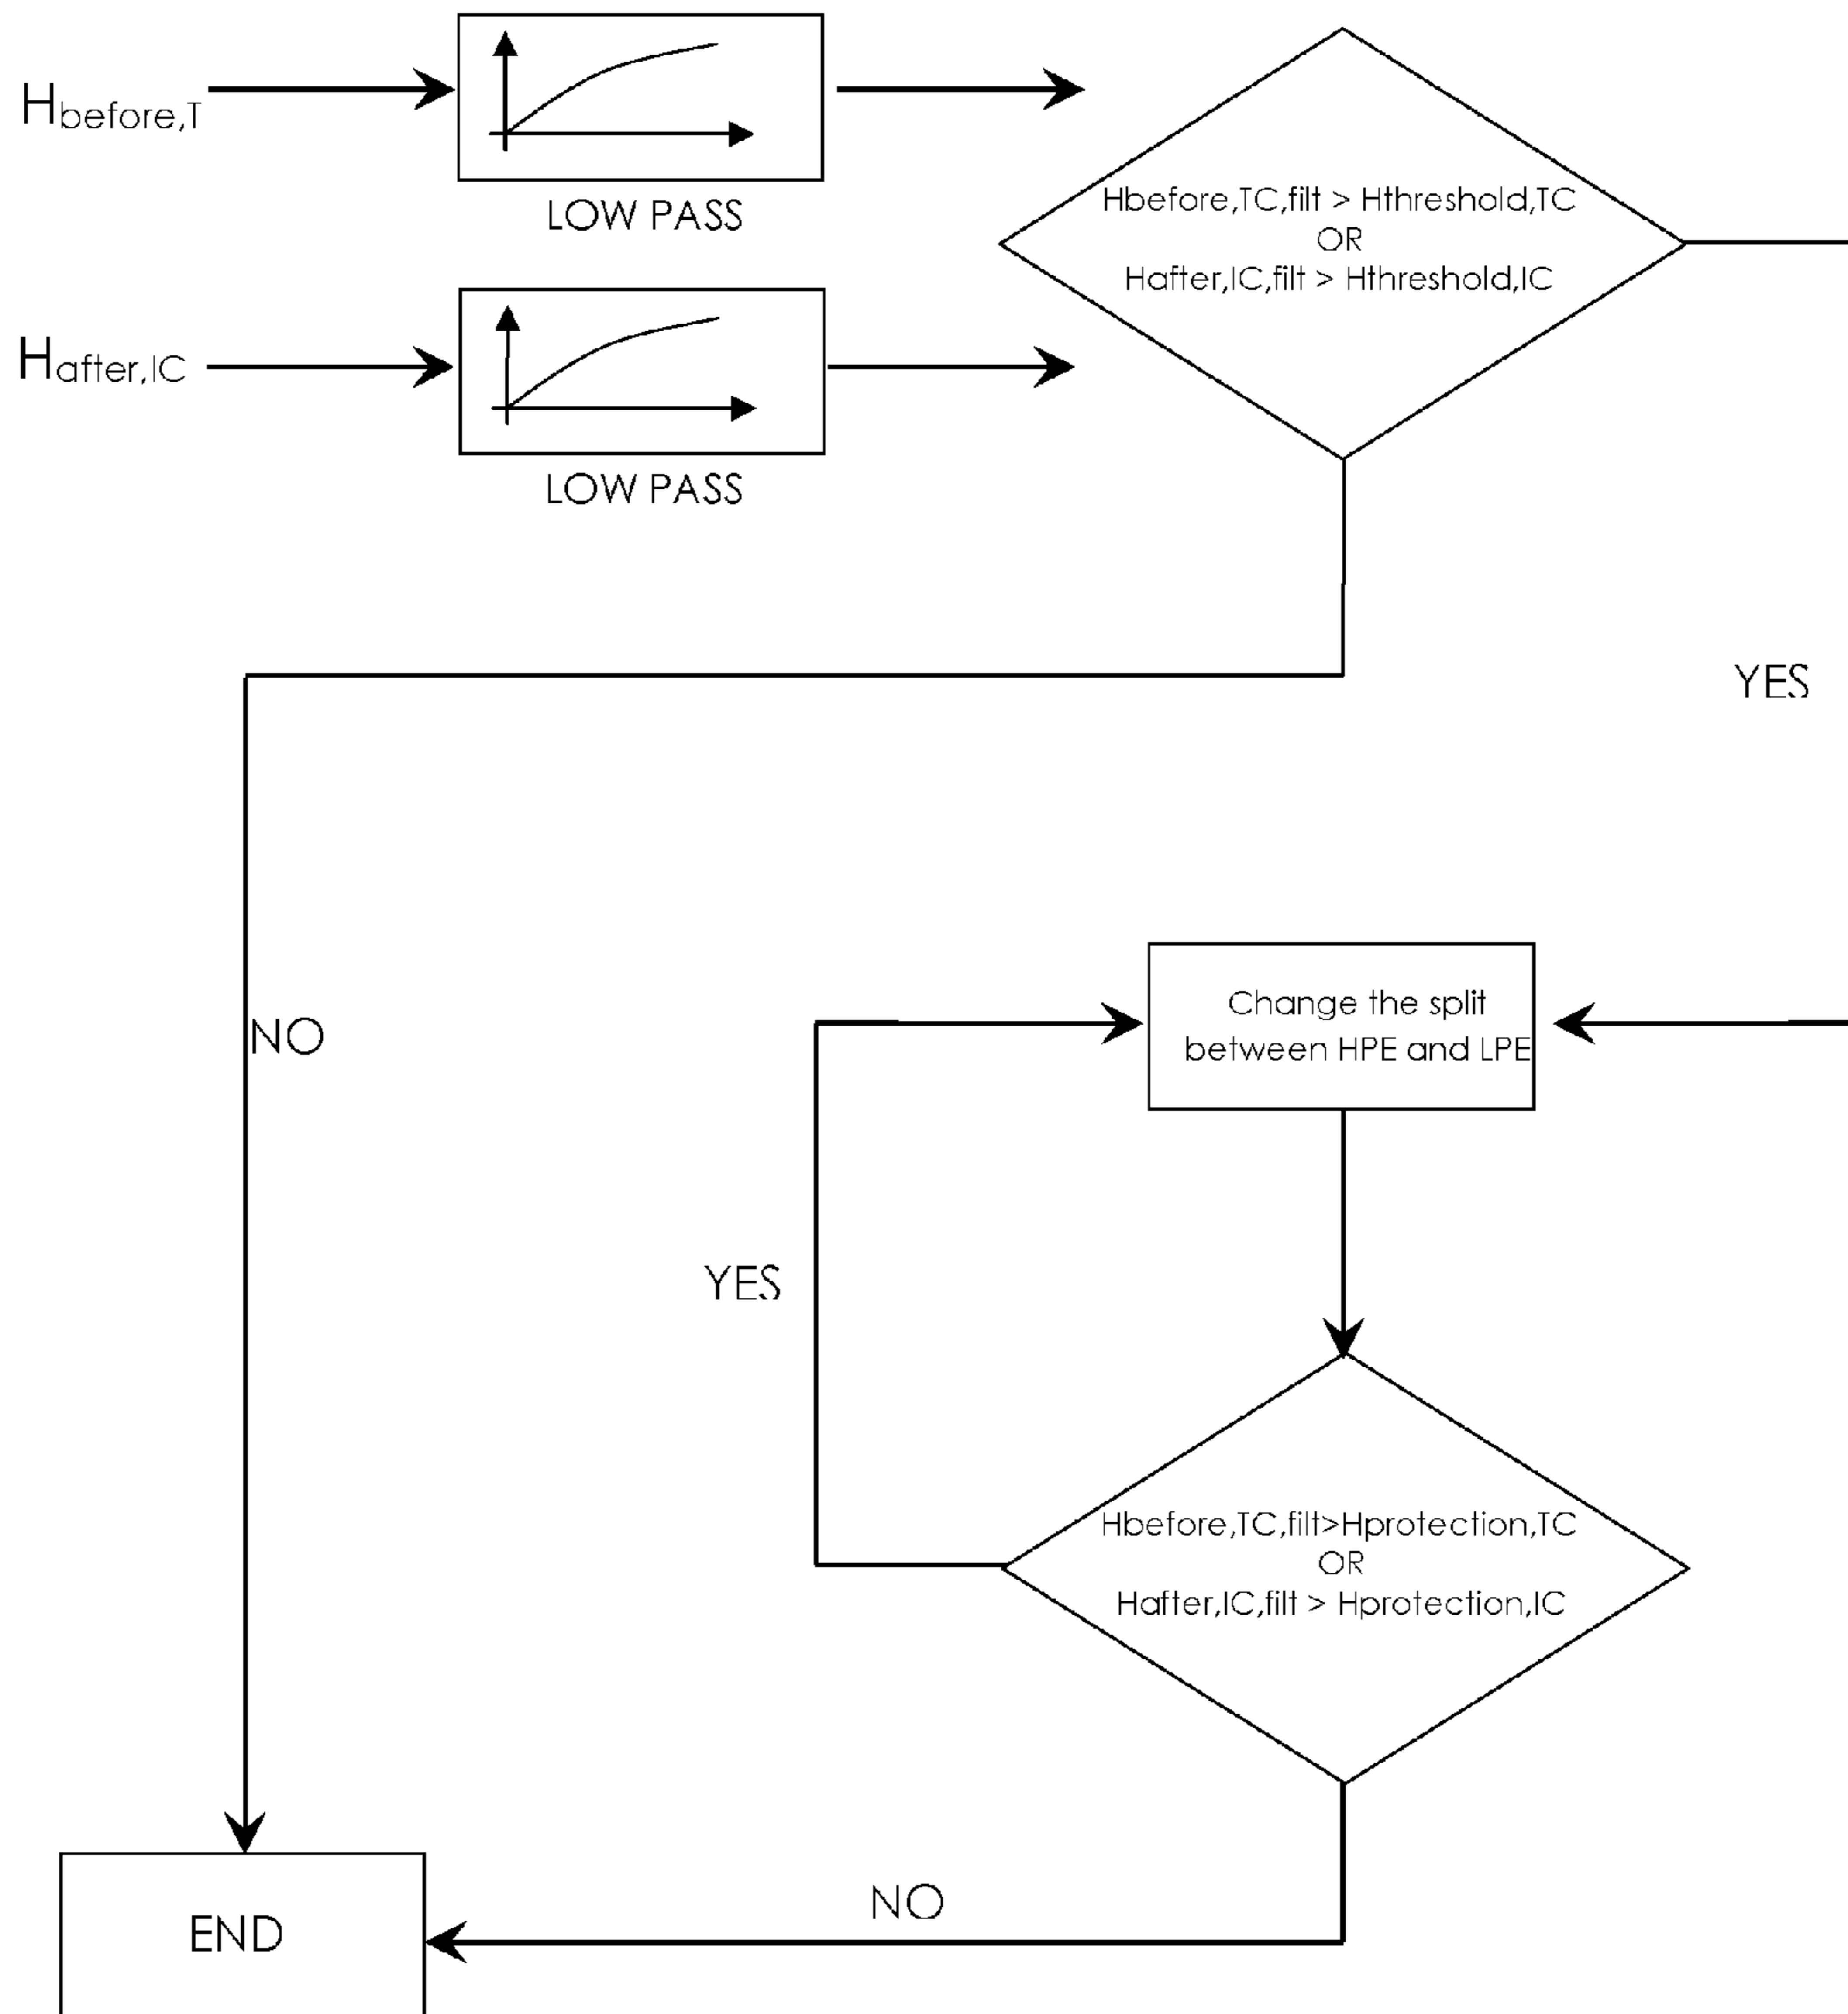 Hbefore,T
LOW PASS
Hbefore,TC,filt > Hthreshold,TC
OR
Hafter,IC,filt > Hthreshold,IC
Hafter,IC
LOW PASS
YES
NO
Change the split
between HPE and LPE
YES
Hbefore,TC,filt>Hprotection,TC
OR
Hafter,IC,filt > Hprotection,IC
NO
END